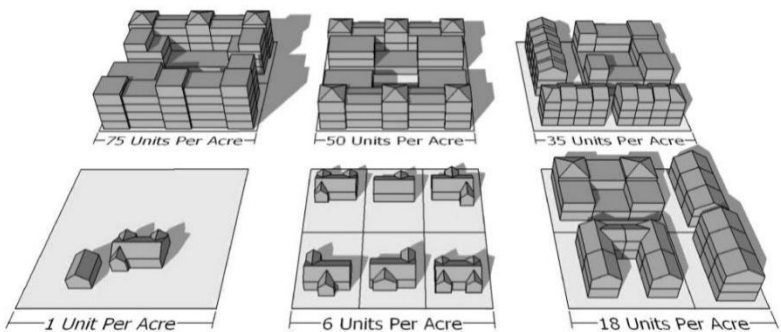 75 Units Per Acre
50 Units Per Acre
35 Units Per Acre
1 Unit Per Acre
6 Units Per Acre
18 Units Per Acre